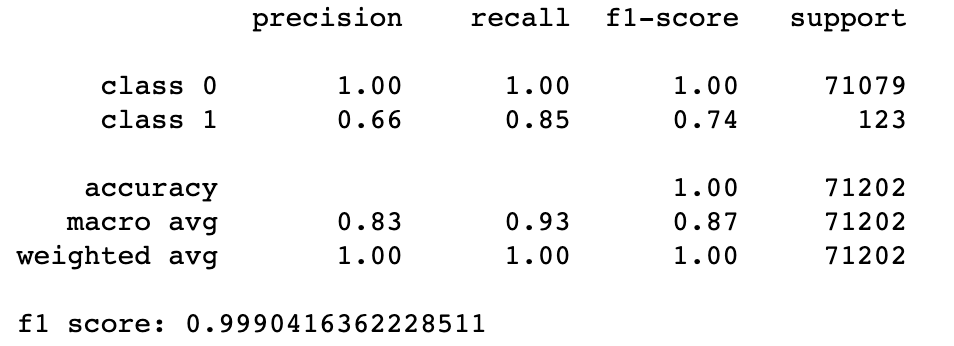 precision recall f1-score support
class 0 1.00 1.00 1.00 71079
class 1 0.66 0.85 0.74 123
accuracy 1.00 71202
macro avg 0.83 0.93 0.87 71202
weighted avg 1.00 1.00 1.00 71202
f1 score: 0.9990416362228511